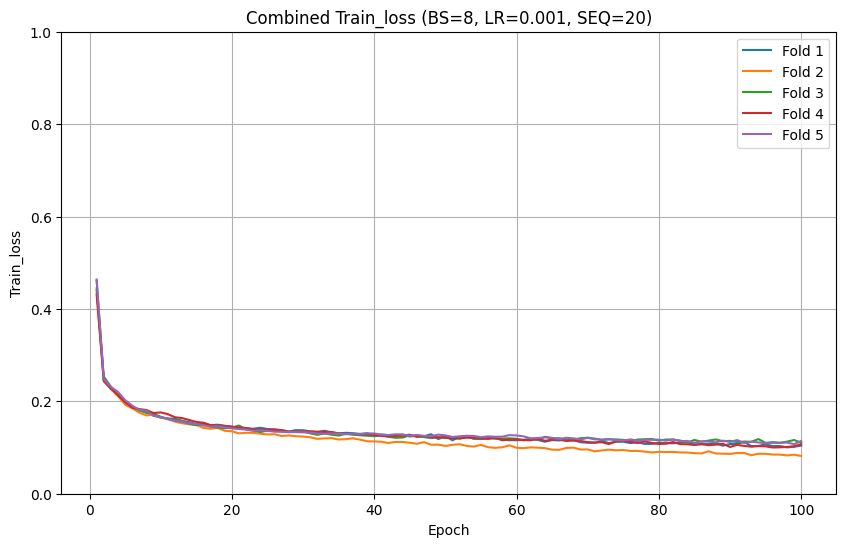 Combined Train_loss (BS=8, LR=0.001, SEQ=20)
Train_loss
1.0
0.8
0.6
0.4
0.2
0.0
Fold 1
Fold 2
Fold 3
Fold 4
Fold 5
0
20
40
60
80
100
Epoch